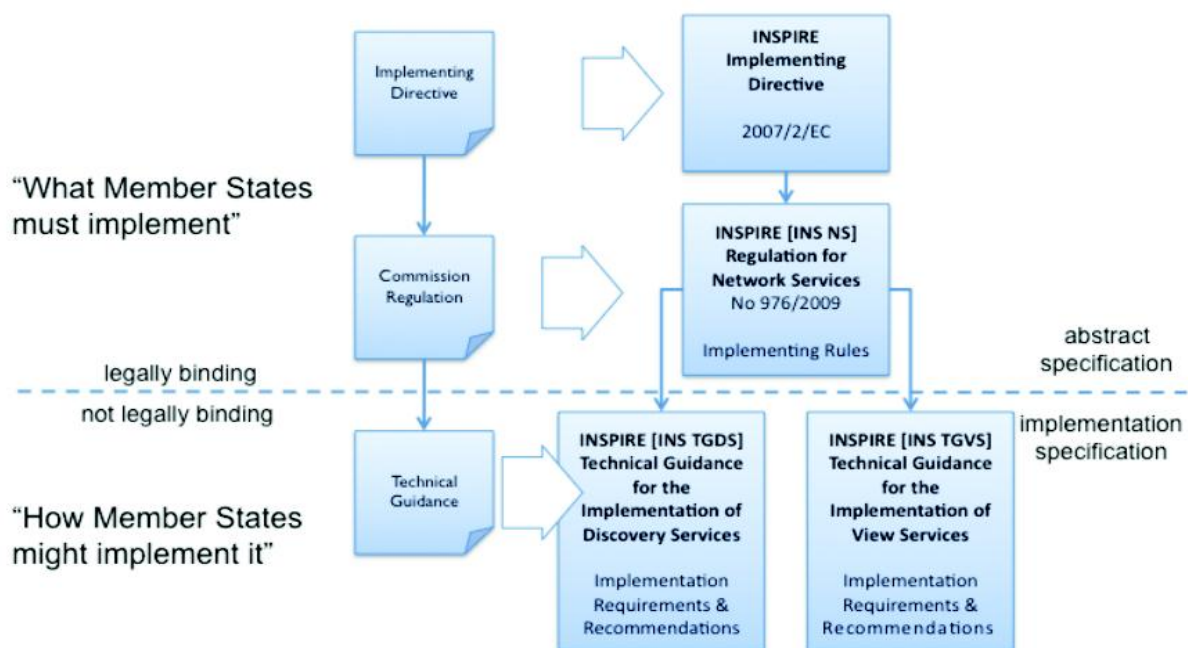 Implementing
Directive
INSPIRE
Implementing
Directive
2007/2/EC
“What Member States
must implement”
Commission
Regulation
INSPIRE [INS NS]
Regulation for
Network Services
No 976/2009
Implementing Rules
abstract
specification
legally binding
not legally binding
implementation
specification
Technical
Guidance
INSPIRE [INS TGDS]
Technical Guidance
for the
Implementation of
Discovery Services
Implementation
Requirements &
Recommendations
INSPIRE [INS TGVS]
Technical Guidance
for the
Implementation of
View Services
Implementation
Requirements &
Recommendations
“How Member States
might implement it”